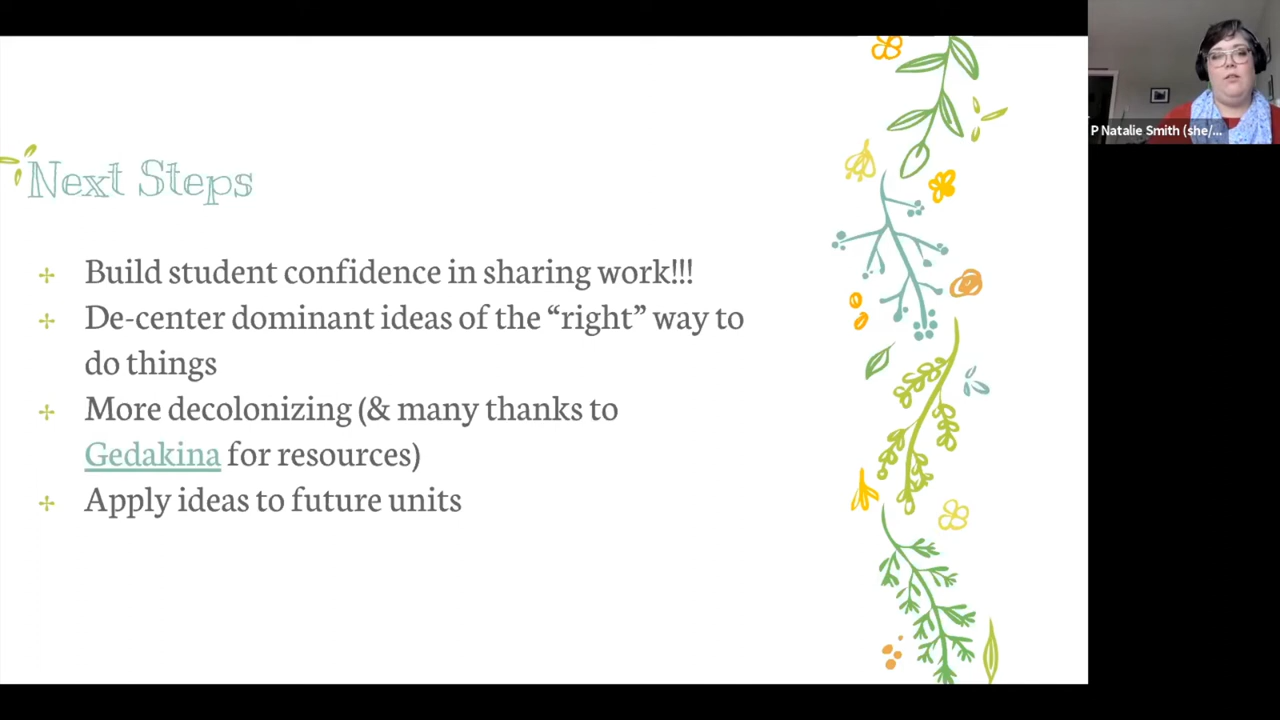 Next Steps
Build student confidence in sharing work!!!
De-center dominant ideas of the “right” way to
do things
More decolonizing (& many thanks to
Gedakina for resources)
Apply ideas to future units
P Natalie Smith (she/...